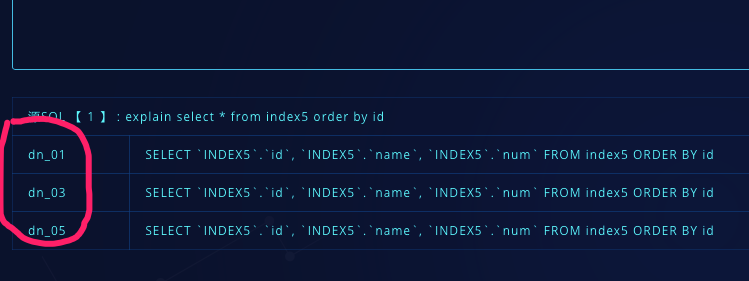 源SQL 【 1 】 : explain select * from index5 order by id
dn_01 SELECT `INDEX5`.`id`, `INDEX5`.`name`, `INDEX5`.`num` FROM index5 ORDER BY id
dn_03 SELECT `INDEX5`.`id`, `INDEX5`.`name`, `INDEX5`.`num` FROM index5 ORDER BY id
dn_05 SELECT `INDEX5`.`id`, `INDEX5`.`name`, `INDEX5`.`num` FROM index5 ORDER BY id